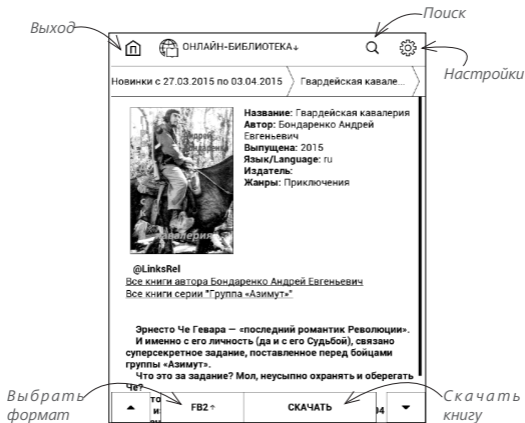 Выход
Поиск
ОНЛАЙН-БИБЛИОТЕКА↓
Настройки
Новинки с 27.03.2015 по 03.04.2015
Гвардейская кавале...
Андрей
Бондаренко
кавалерия
Название: Гвардейская кавалерия
Автор: Бондаренко Андрей
Евгеньевич
Выпущена: 2015
Язык/Language: ru
Издатель:
Жанры: Приключения
@LinksRel
Все книги автора Бондаренко Андрей Евгеньевич
Все книги серии "Группа «Азимут»"
Эрнесто Че Гевара — «последний романтик Революции».
И именно с его личность (да и с его Судьбой), связано
суперсекретное задание, поставленное перед бойцами
группы «Азимут».
Что это за задание? Мол, неусыпно охранять и оберегать
Че?
Выбрать
формат
FB2↑
СКАЧАТЬ
Скачать
книгу